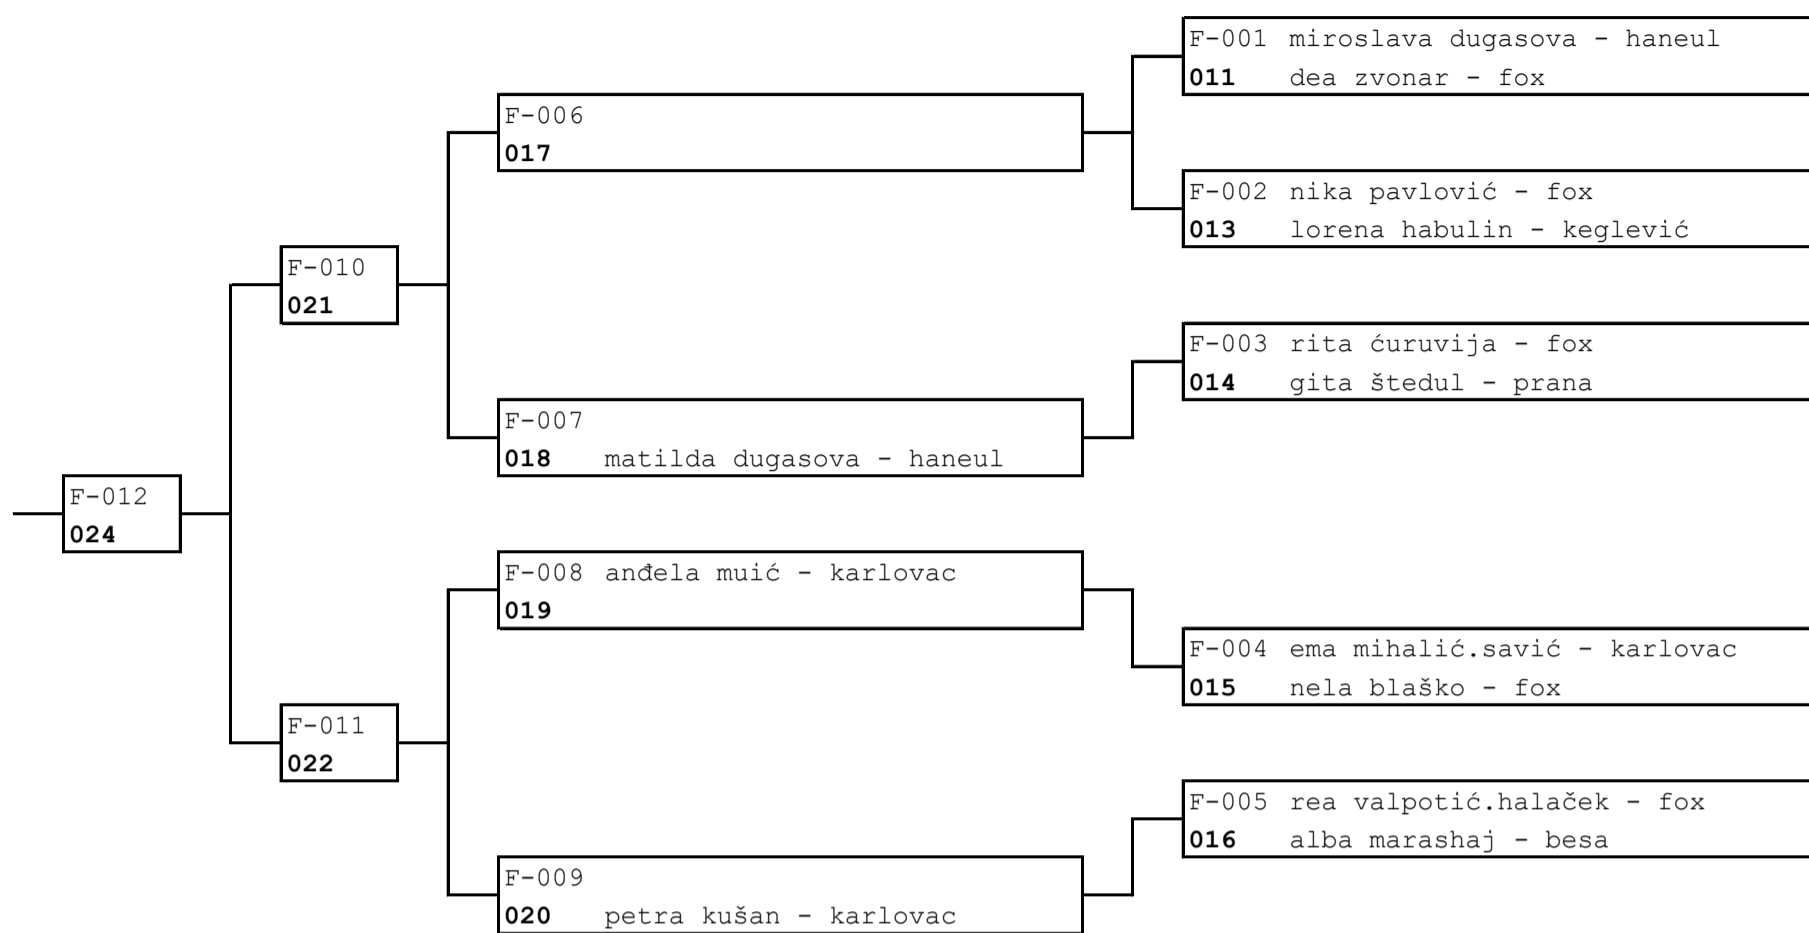 F-001 miroslava dugasova - haneul
011 dea zvonar - fox
F-006
017
F-002 nika pavlović - fox
013 lorena habulin - keglević
F-010
021
F-003 rita ćuruvija - fox
014 gita štedul - prana
F-007
018 matilda dugasova - haneul
F-012
024
F-008 anđela muić - karlovac
019
F-004 ema mihalić.savić - karlovac
015 nela blaško - fox
F-011
022
F-005 rea valpotić.halaček - fox
016 alba marashaj - besa
F-009
020 petra kušan - karlovac